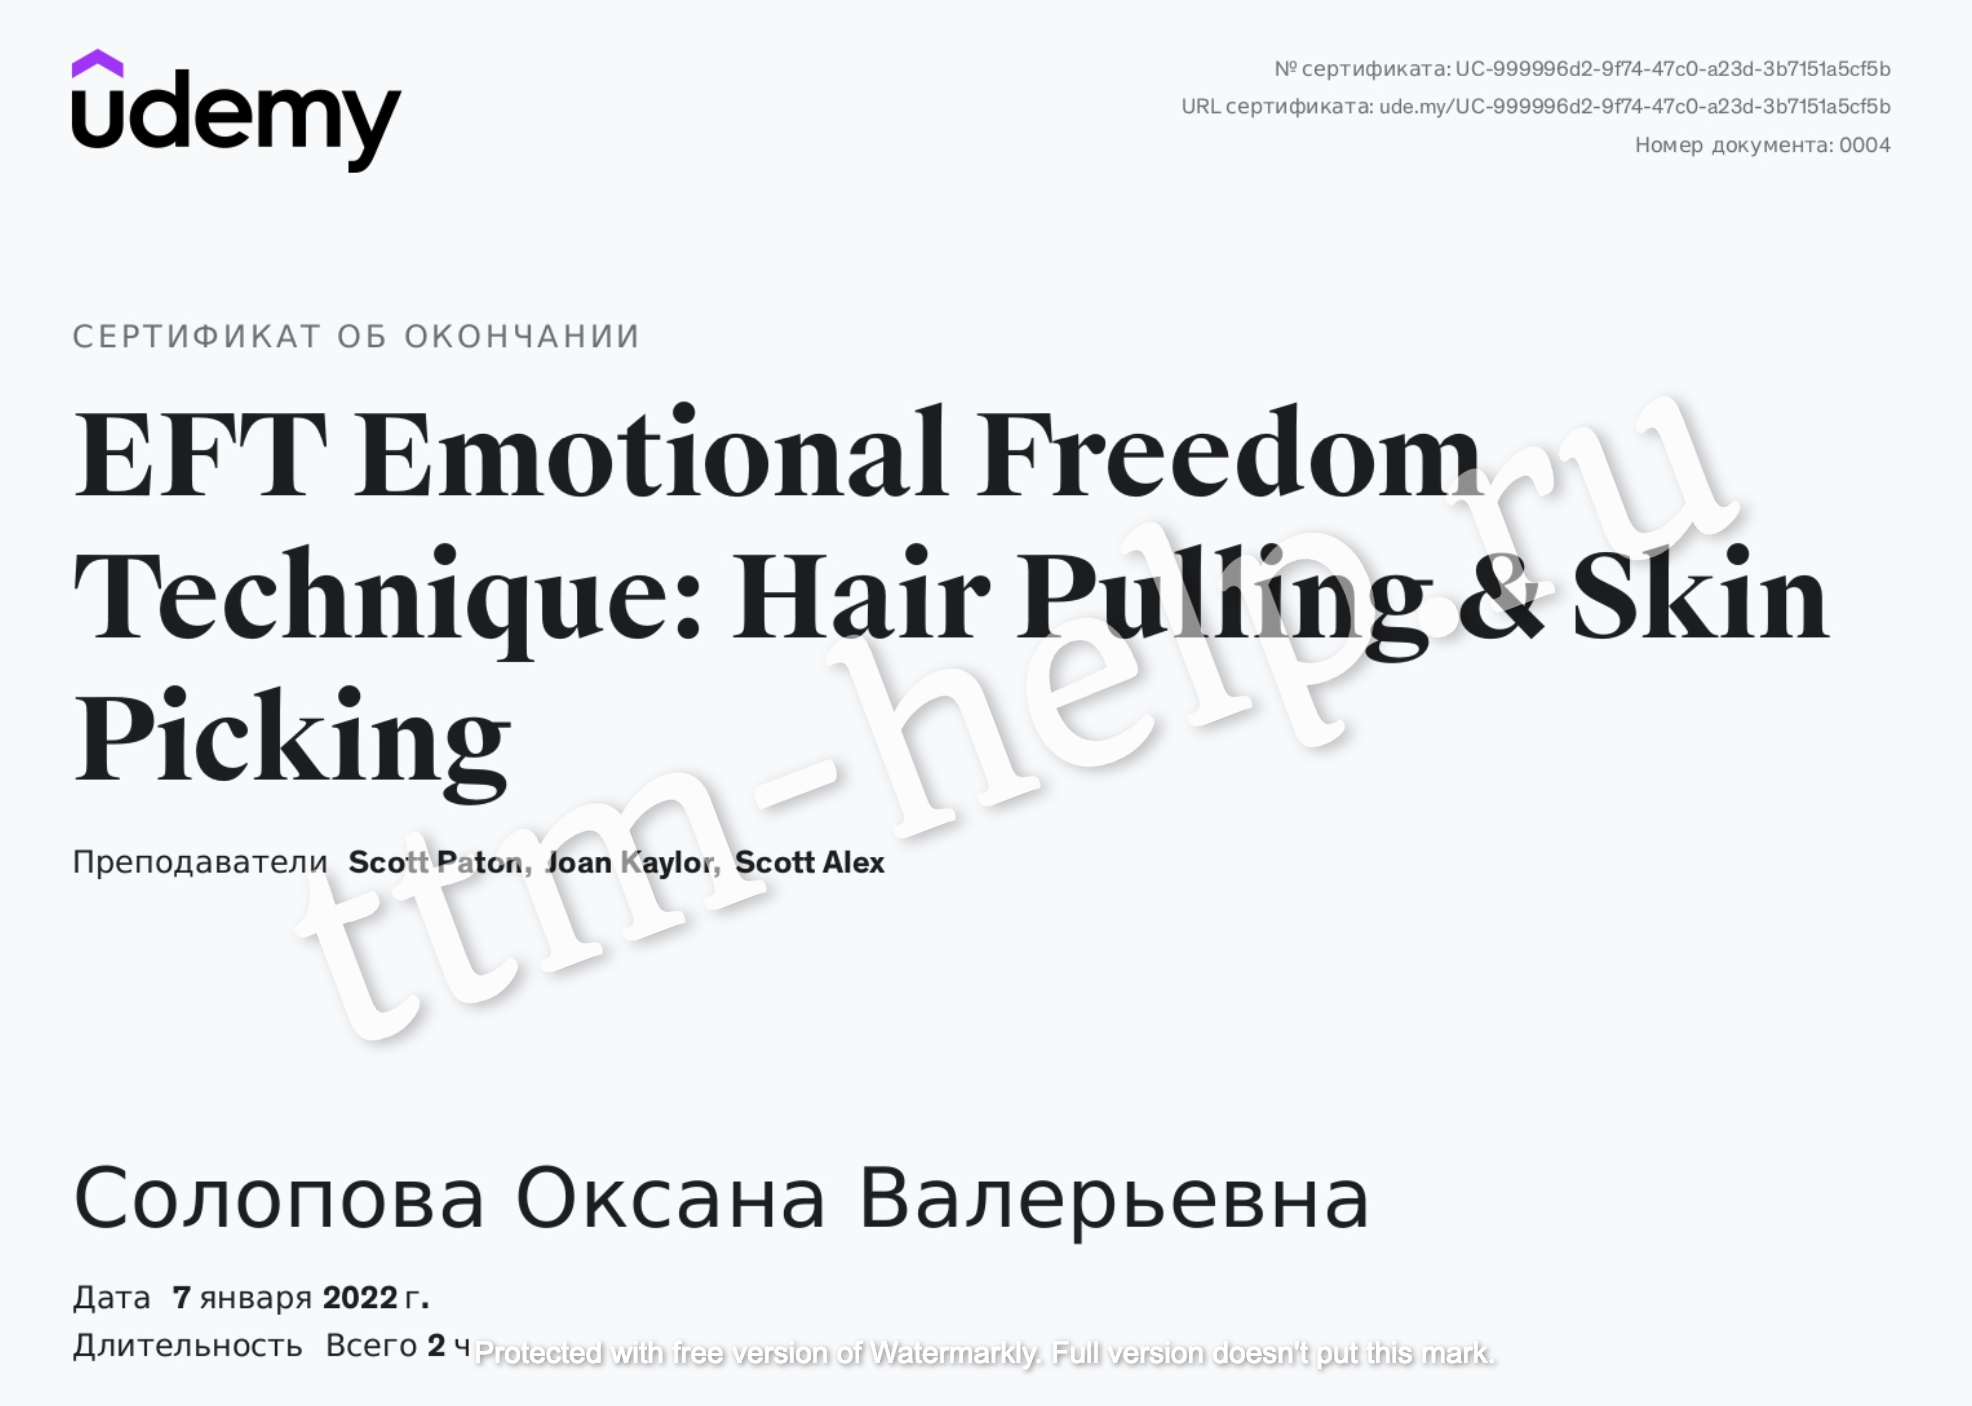 udemy
№ сертификата: UC-999996d2-9f74-47c0-a23d-3b7151a5cf5b
URL сертификата: ude.my/UC-999996d2-9f74-47c0-a23d-3b7151a5cf5b
Номер документа: 0004
СЕРТИФИКАТ ОБ ОКОНЧАНИИ
EFT Emotional Freedom
Technique: Hair Pulling & Skin
Picking
ttm-help.ru
Преподаватели Scott Paton, Joan Kaylor, Scott Alex
Солопова Оксана Валерьевна
Дата 7 января 2022 г.
Длительность Всего 2 ч
Protected with free version of Watermarkly. Full version doesn't put this mark.